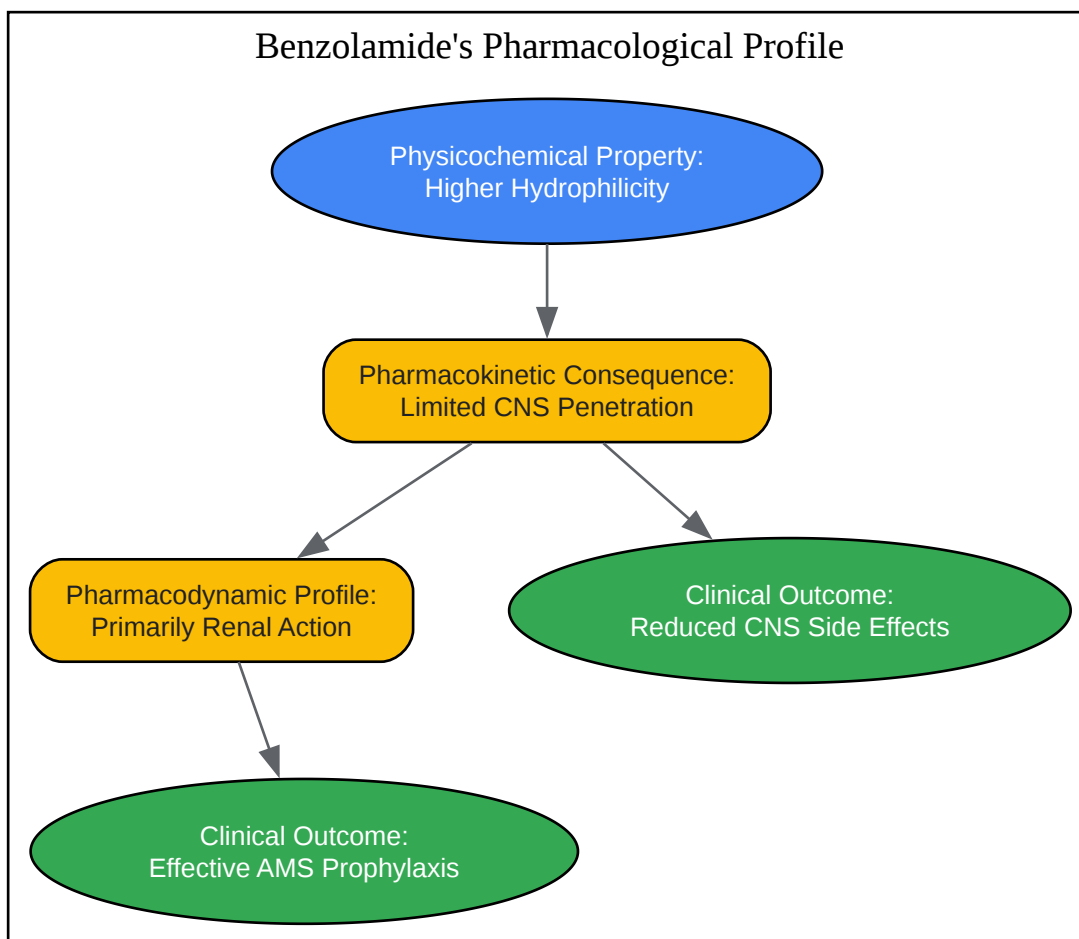 Benzolamide's Pharmacological Profile
Physicochemical Property:
Higher Hydrophilicity
Pharmacokinetic Consequence:
Limited CNS Penetration
Pharmacodynamic Profile:
Primarily Renal Action
Clinical Outcome:
Reduced CNS Side Effects
Clinical Outcome:
Effective AMS Prophylaxis